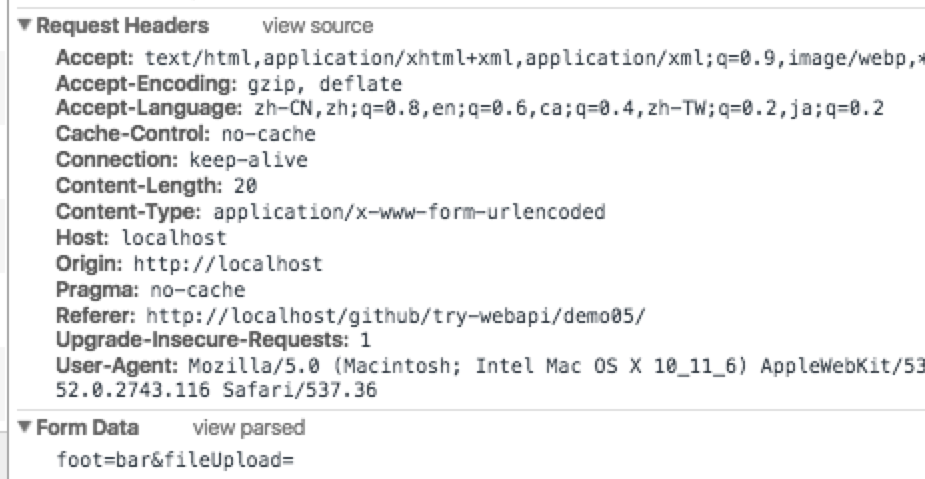 ▼ Request Headers view source
Accept: text/html,application/xhtml+xml,application/xml;q=0.9,image/webp,*
Accept-Encoding: gzip, deflate
Accept-Language: zh-CN,zh;q=0.8,en;q=0.6,ca;q=0.4,zh-TW;q=0.2,ja;q=0.2
Cache-Control: no-cache
Connection: keep-alive
Content-Length: 20
Content-Type: application/x-www-form-urlencoded
Host: localhost
Origin: http://localhost
Pragma: no-cache
Referer: http://localhost/github/try-webapi/demo05/
Upgrade-Insecure-Requests: 1
User-Agent: Mozilla/5.0 (Macintosh; Intel Mac OS X 10_11_6) AppleWebKit/53
52.0.2743.116 Safari/537.36
▼ Form Data view parsed
foot=bar&fileUpload=